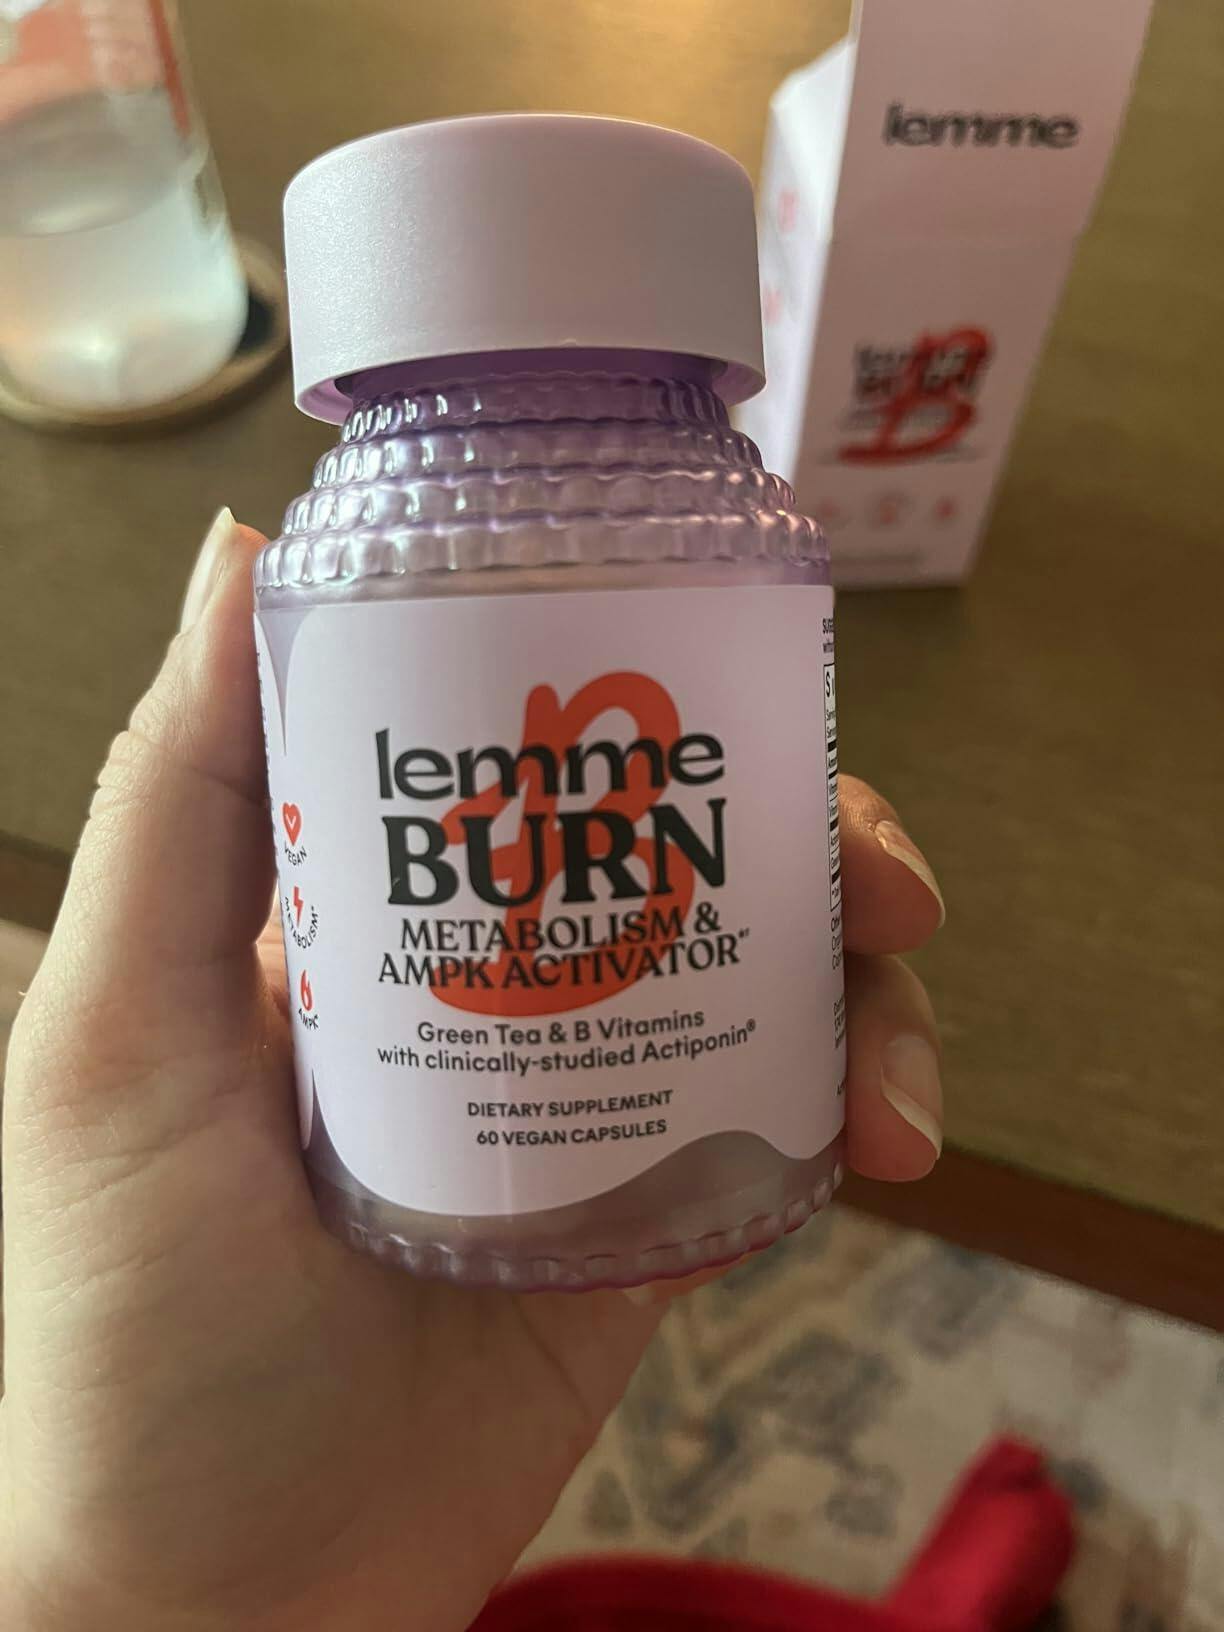 lemme
lemme
BURN
METABOLISM &
AMPK ACTIVATOR
Green Tea & B Vitamins
with clinically-studied Actiponin®
DIETARY SUPPLEMENT
60 VEGAN CAPSULES
VEGAN
METABOLISM
AMPK